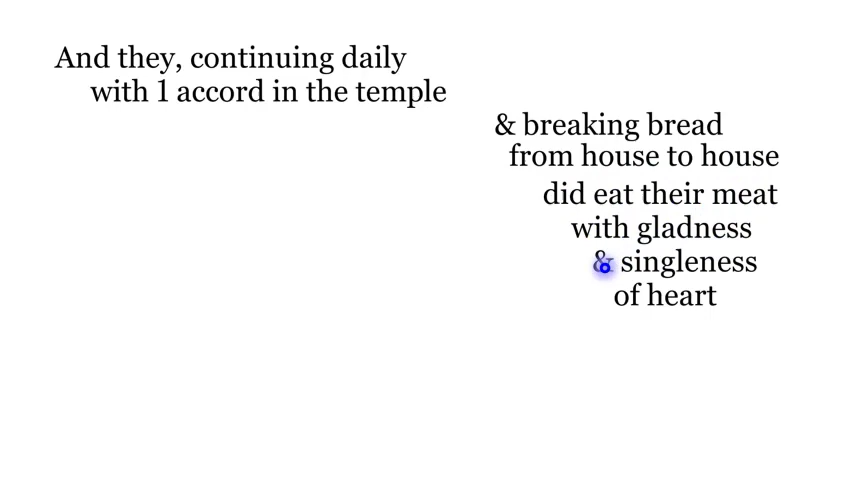 And they, continuing daily
with 1 accord in the temple
& breaking bread
from house to house
did eat their meat
with gladness
& singleness
of heart